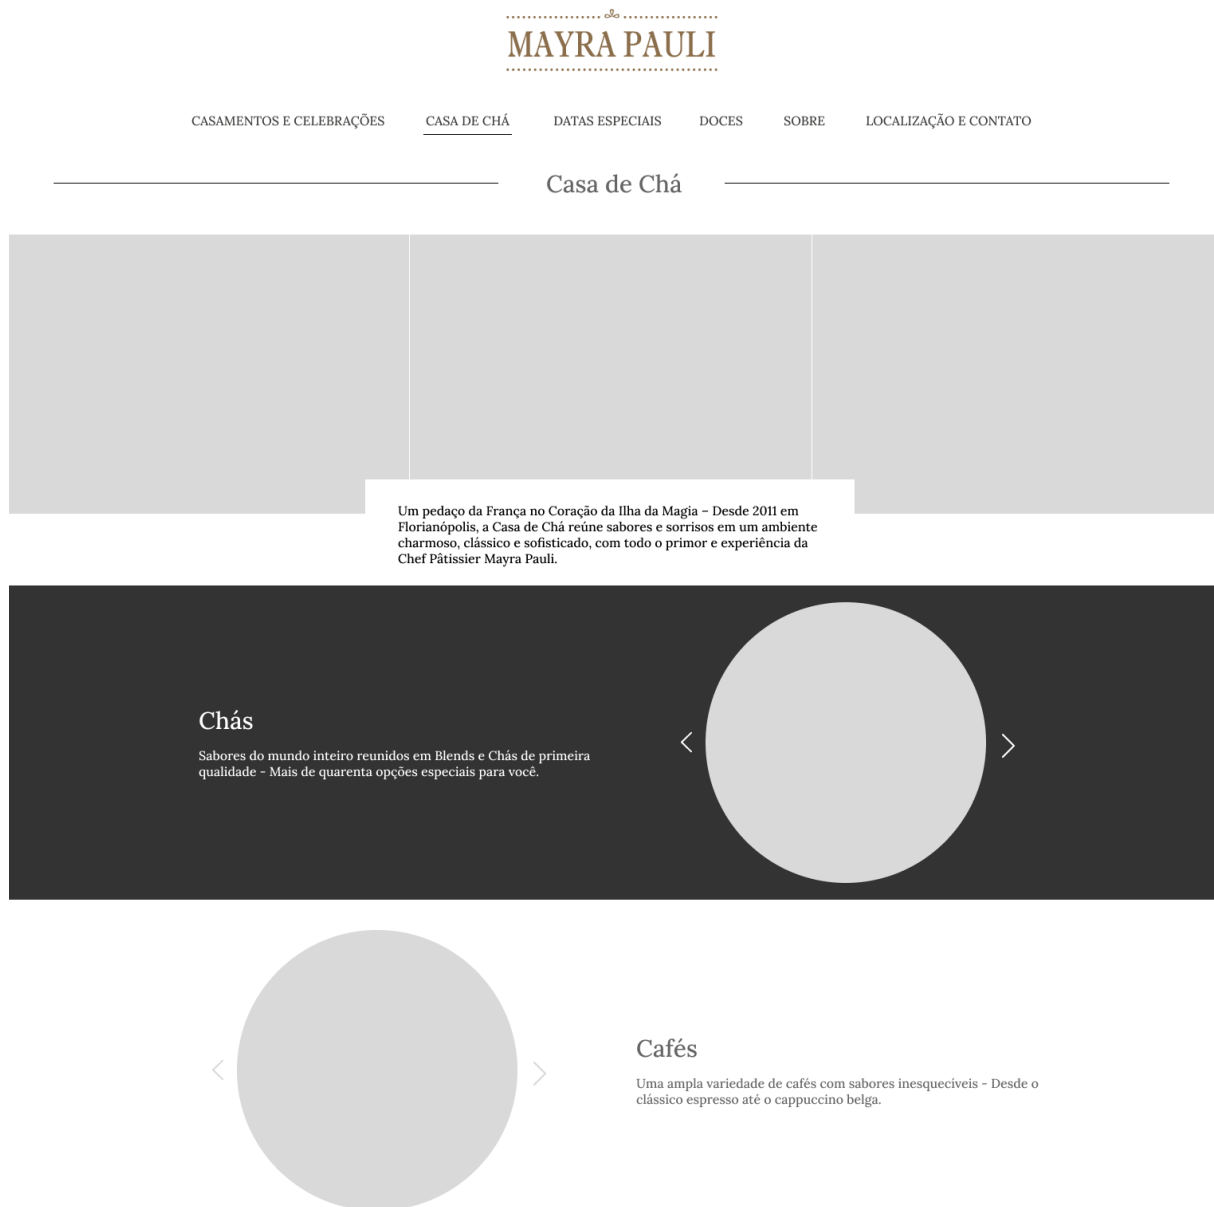 MAYRA PAULI
CASAMENTOS E CELEBRAÇÕES CASA DE CHÁ DATAS ESPECIAIS DOCES SOBRE LOCALIZAÇÃO E CONTATO
Casa de Chá
Um pedaço da França no Coração da Ilha da Magia – Desde 2011 em
Florianópolis, a Casa de Chá reúne sabores e sorrisos em um ambiente
charmoso, clássico e sofisticado, com todo o primor e experiência da
Chef Pâtissier Mayra Pauli.
Chás
Sabores do mundo inteiro reunidos em Blends e Chás de primeira
qualidade - Mais de quarenta opções especiais para você.
Cafés
Uma ampla variedade de cafés com sabores inesquecíveis - Desde o
clássico espresso até o cappuccino belga.